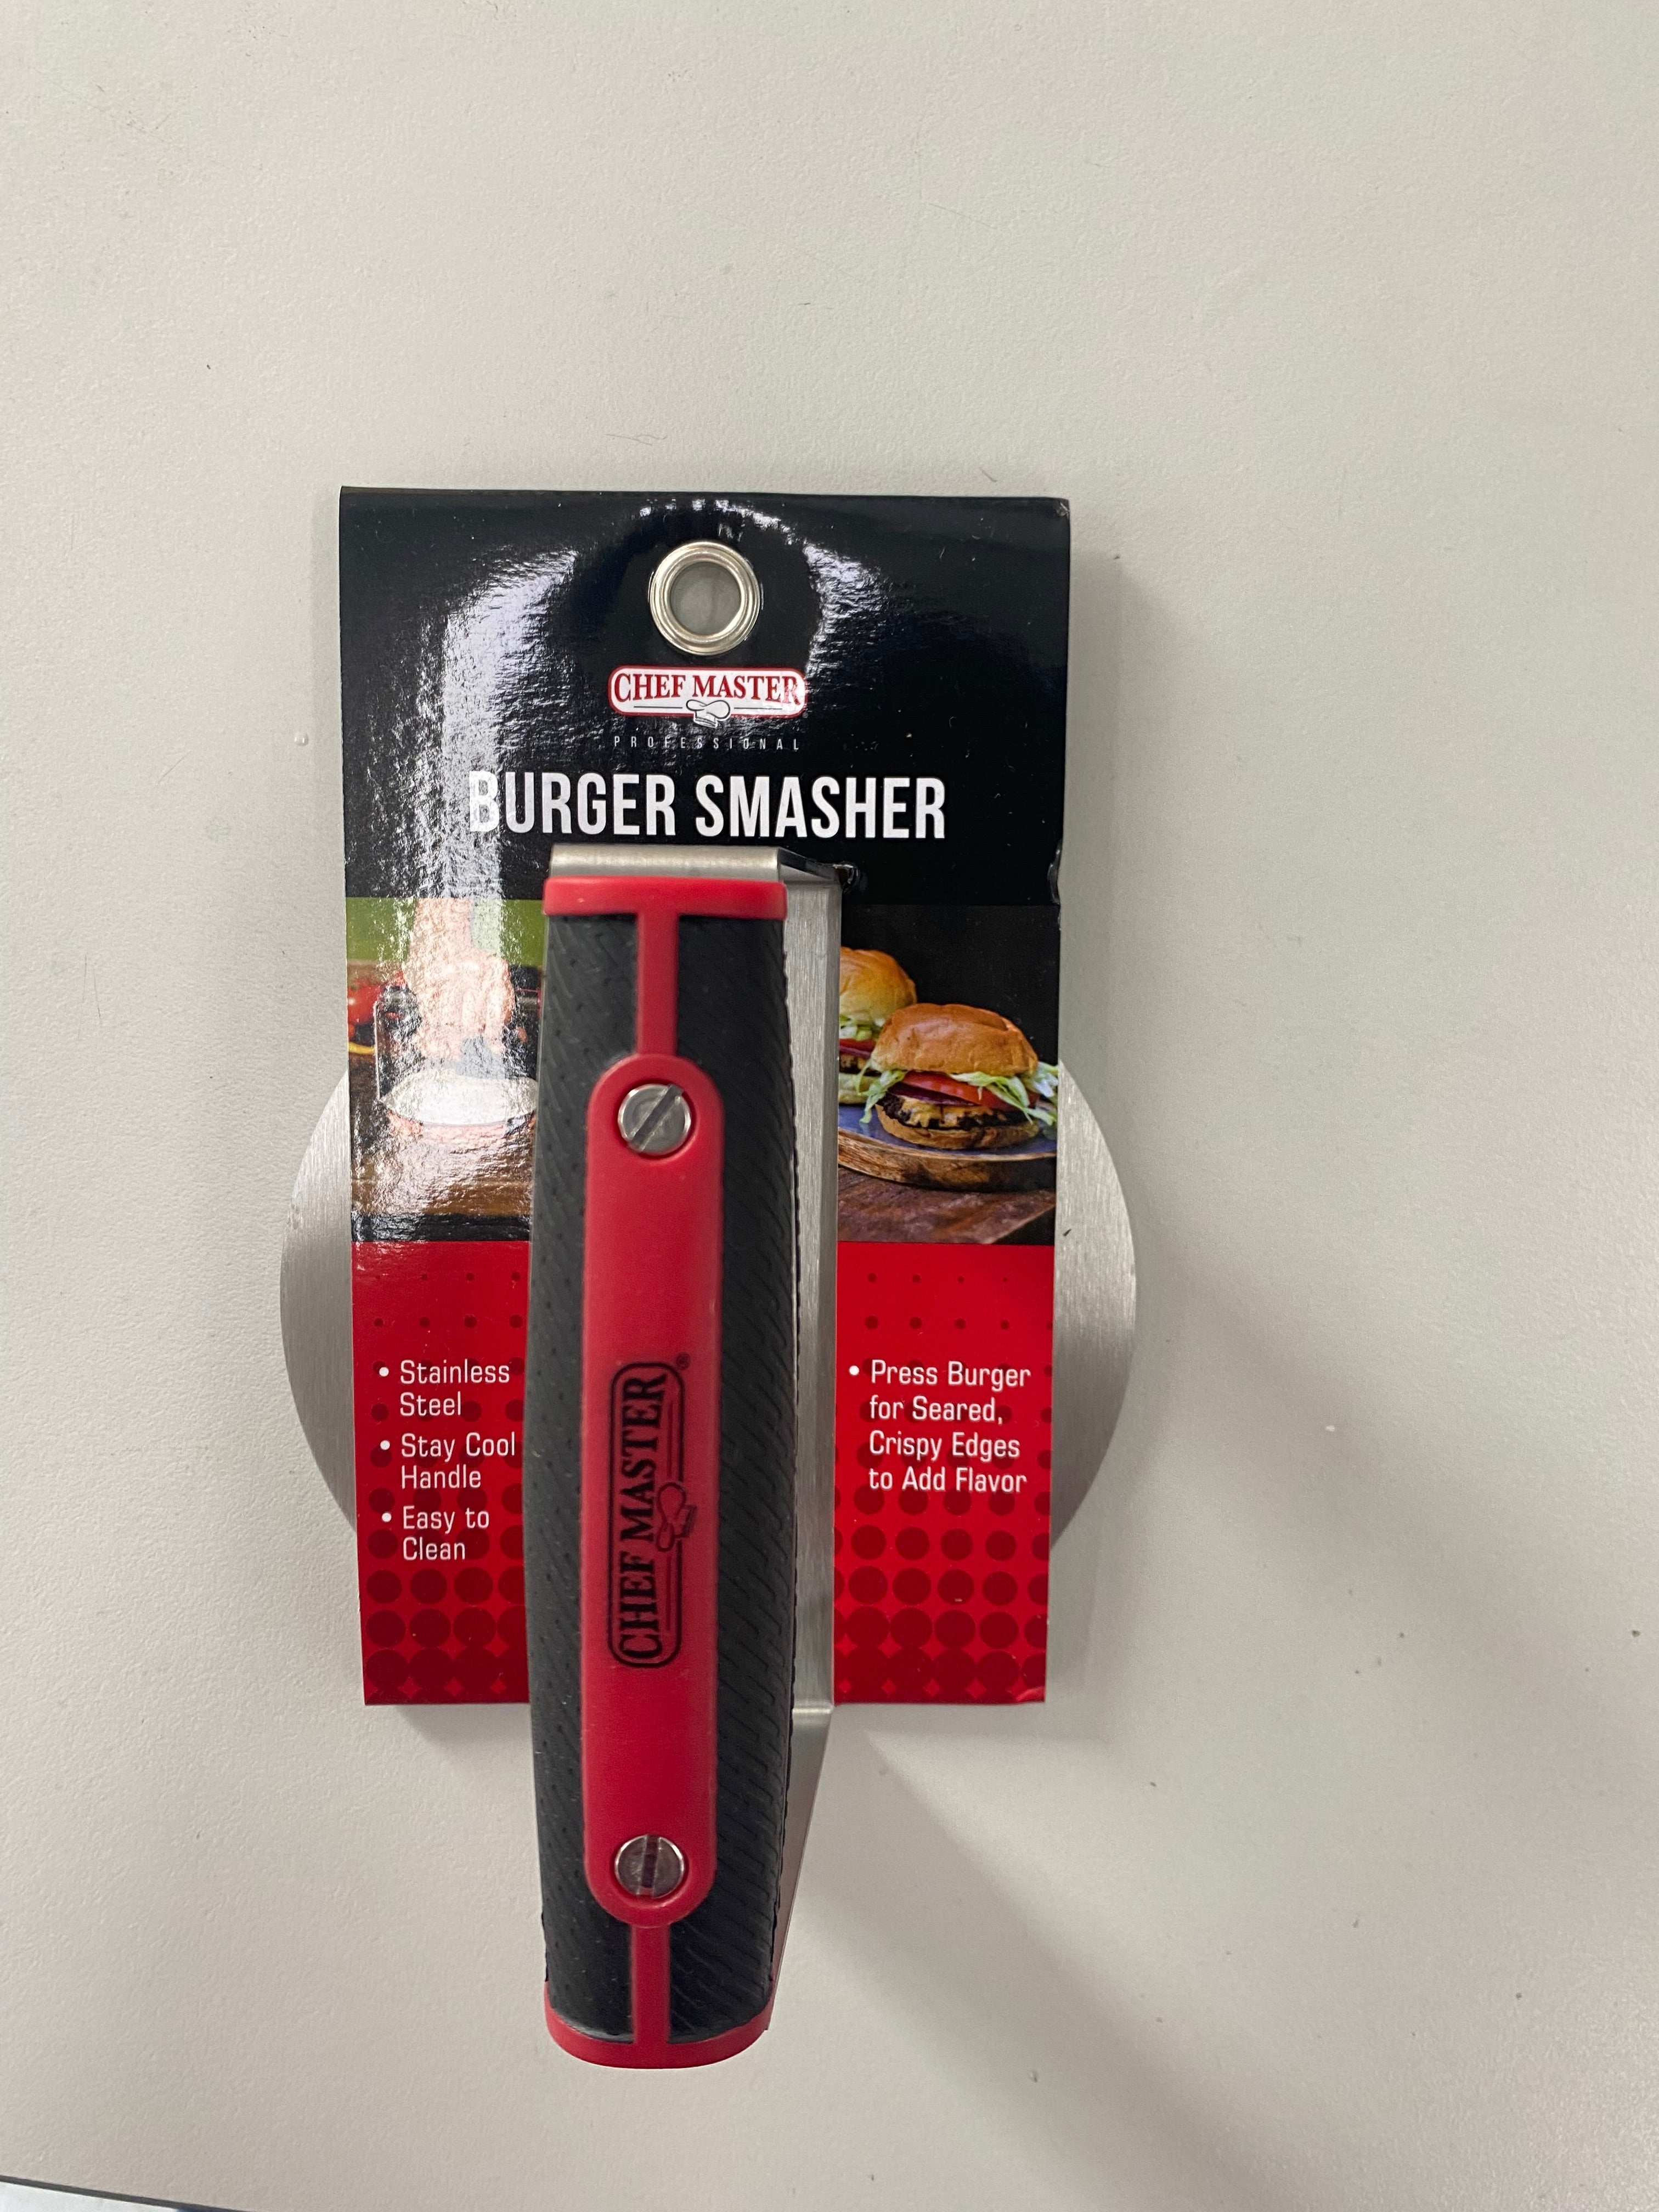 CHEF MASTER
PROFESSIONAL
BURGER SMASHER
• Stainless
Steel
• Stay Cool
Handle
• Easy to
Clean
CHEF MASTER®
• Press Burger
for Seared,
Crispy Edges
to Add Flavor